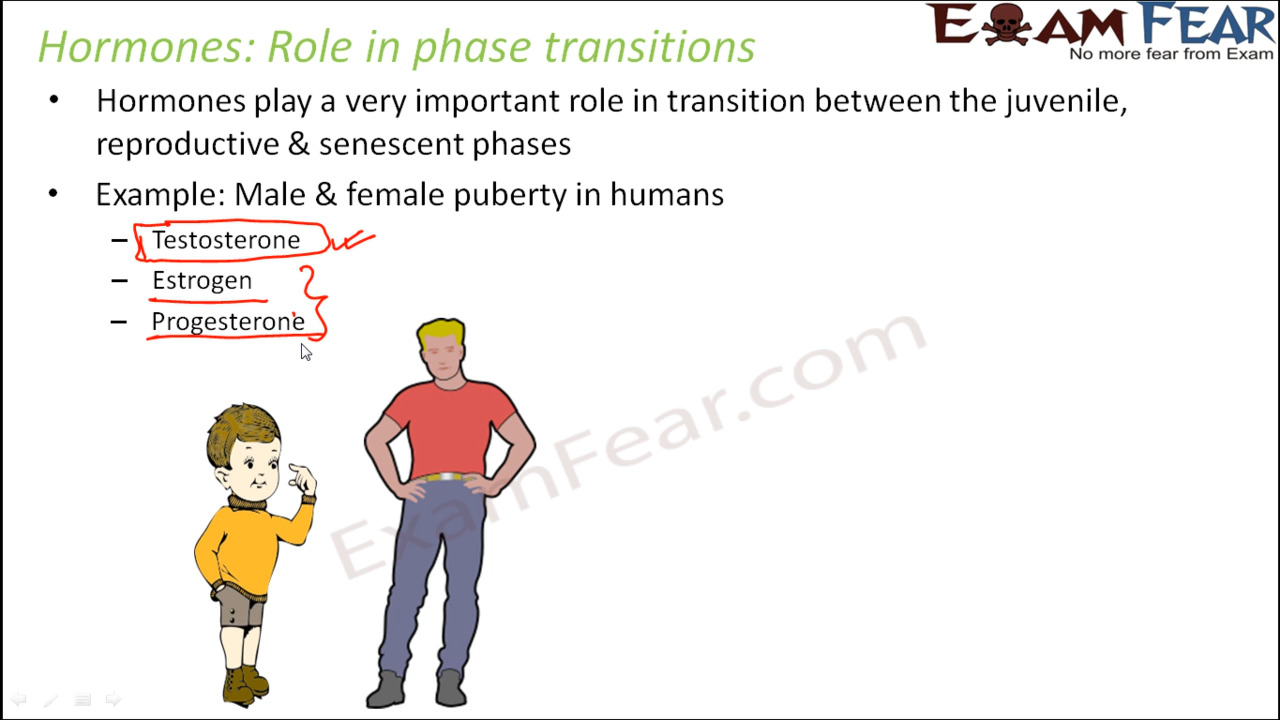 Hormones: Role in phase transitions
EXAM FEAR
No more fear from Exam
• Hormones play a very important role in transition between the juvenile,
reproductive & senescent phases
• Example: Male & female puberty in humans
– Testosterone
– Estrogen
– Progesterone
ExamFear.com